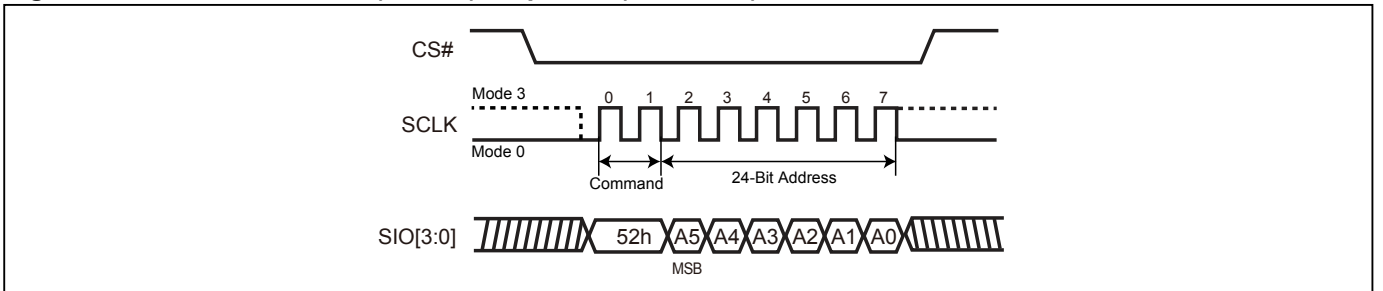 CS#
Mode 3
0 1 2 3 4 5 6 7
SCLK
Mode 0
Command
24-Bit Address
SIO[3:0]
52h A5 A4 A3 A2 A1 A0
MSB